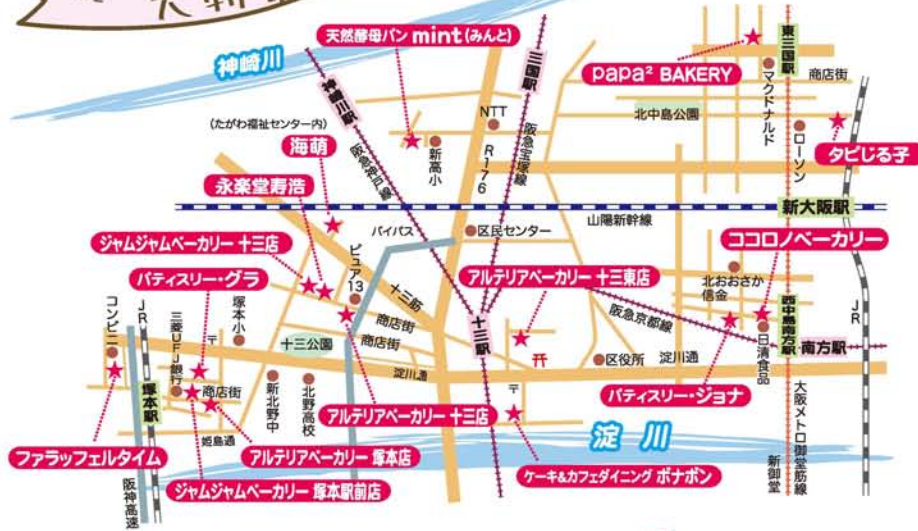 天然酵母パン mint(みんと)
神崎川
神崎川駅
三国駅
papa² BAKERY
東三国駅
マクドナルド
商店街
NTT
北中島公園
(たがわ福祉センター内)
海萌
阪急神戸線
新高小
R176
阪急宝塚線
ローソン
タピじる子
永楽堂寿浩
新大阪駅
山陽新幹線
ジャムジャムベーカリー 十三店
バイパス
区民センター
ココロノベーカリー
パティスリー・グラ
ピュア13
十三筋
アルテリアベーカリー 十三東店
北おおさか
信金
コンビニ
JR
三菱UFJ銀行
〒
塚本小
商店街
商店街
十三駅
阪急京都線
西中島南方駅
JR
十三公園
日清食品
南方駅
塚本駅
商店街
新北野中
北野高校
淀川通
〒
区役所
淀川通
パティスリー・ジョナ
アルテリアベーカリー 十三店
姫島通
淀川
大阪メトロ御堂筋線
ファラッフェルタイム
アルテリアベーカリー 塚本店
ケーキ&カフェダイニング ボナボン
新御堂
ジャムジャムベーカリー 塚本駅前店
阪神高速